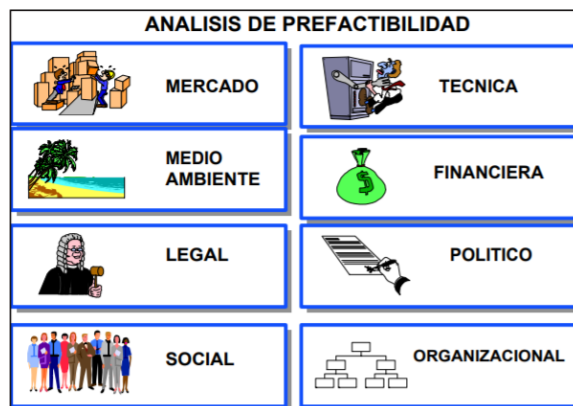 ANALISIS DE PREFACTIBILIDAD
MERCADO
TECNICA
MEDIO
AMBIENTE
FINANCIERA
LEGAL
POLITICO
SOCIAL
ORGANIZACIONAL